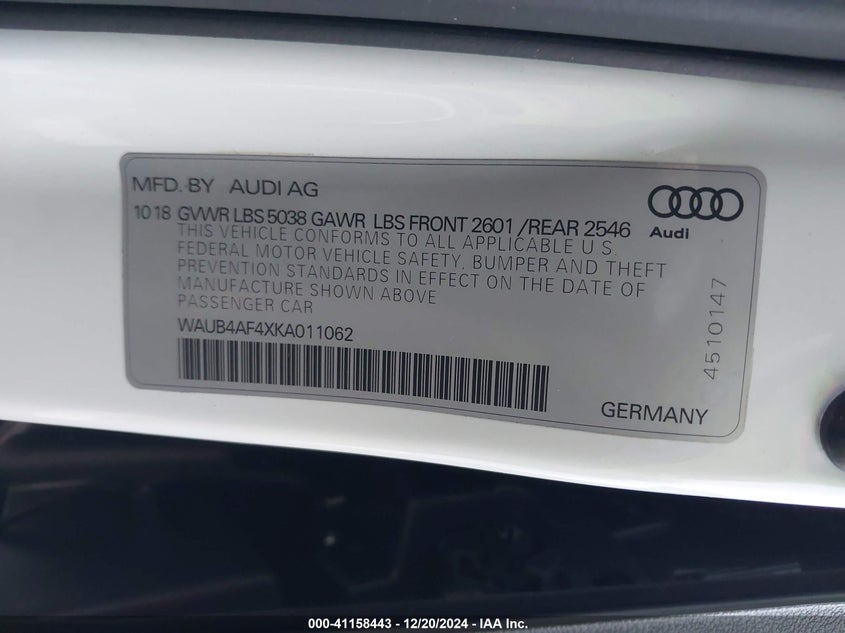 MFD. BY AUDI AG
Audi
1018 GVWR LBS 5038 GAWR LBS FRONT 2601 /REAR 2546
THIS VEHICLE CONFORMS TO ALL APPLICABLE U S.
FEDERAL MOTOR VEHICLE SAFETY, BUMPER AND THEFT
PREVENTION STANDARDS IN EFFECT ON THE DATE OF
MANUFACTURE SHOWN ABOVE
PASSENGER CAR
WAUB4AF4XKA011062
4510147
GERMANY
000-41158443 - 12/20/2024 - IAA Inc.